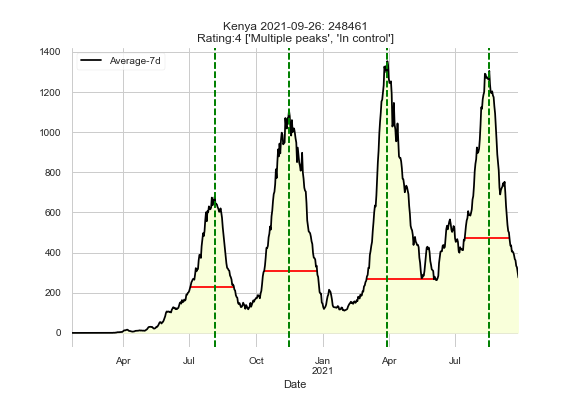 Kenya 2021-09-26: 248461
Rating:4 ['Multiple peaks', 'In control']
1400
Average-7d
1200
1000
800
600
400
200
0
Apr Jul Oct Jan Apr Jul
2021
Date